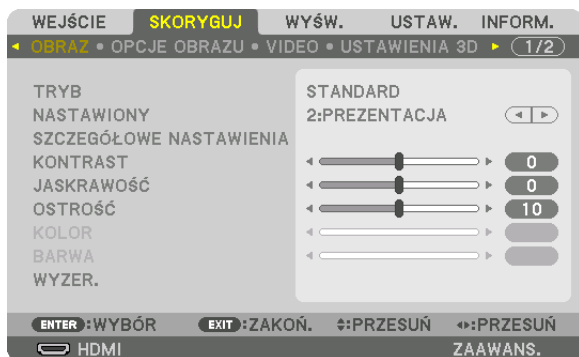 WEJŚCIE SKORYGUJ WYŚW. USTAW. INFORM.
OBRAZ • OPCJE OBRAZU • VIDEO • USTAWIENIA 3D 1/2
TRYB STANDARD
NASTAWIONY 2:PREZENTACJA
SZCZEGÓŁOWE NASTAWIENIA
KONTRAST 0
JASKRAWOŚĆ 0
OSTROŚĆ 10
KOLOR
BARWA
WYZER.
ENTER :WYBÓR EXIT :ZAKOŃ. :PRZESUŃ :PRZESUŃ
HDMI ZAAWANS.